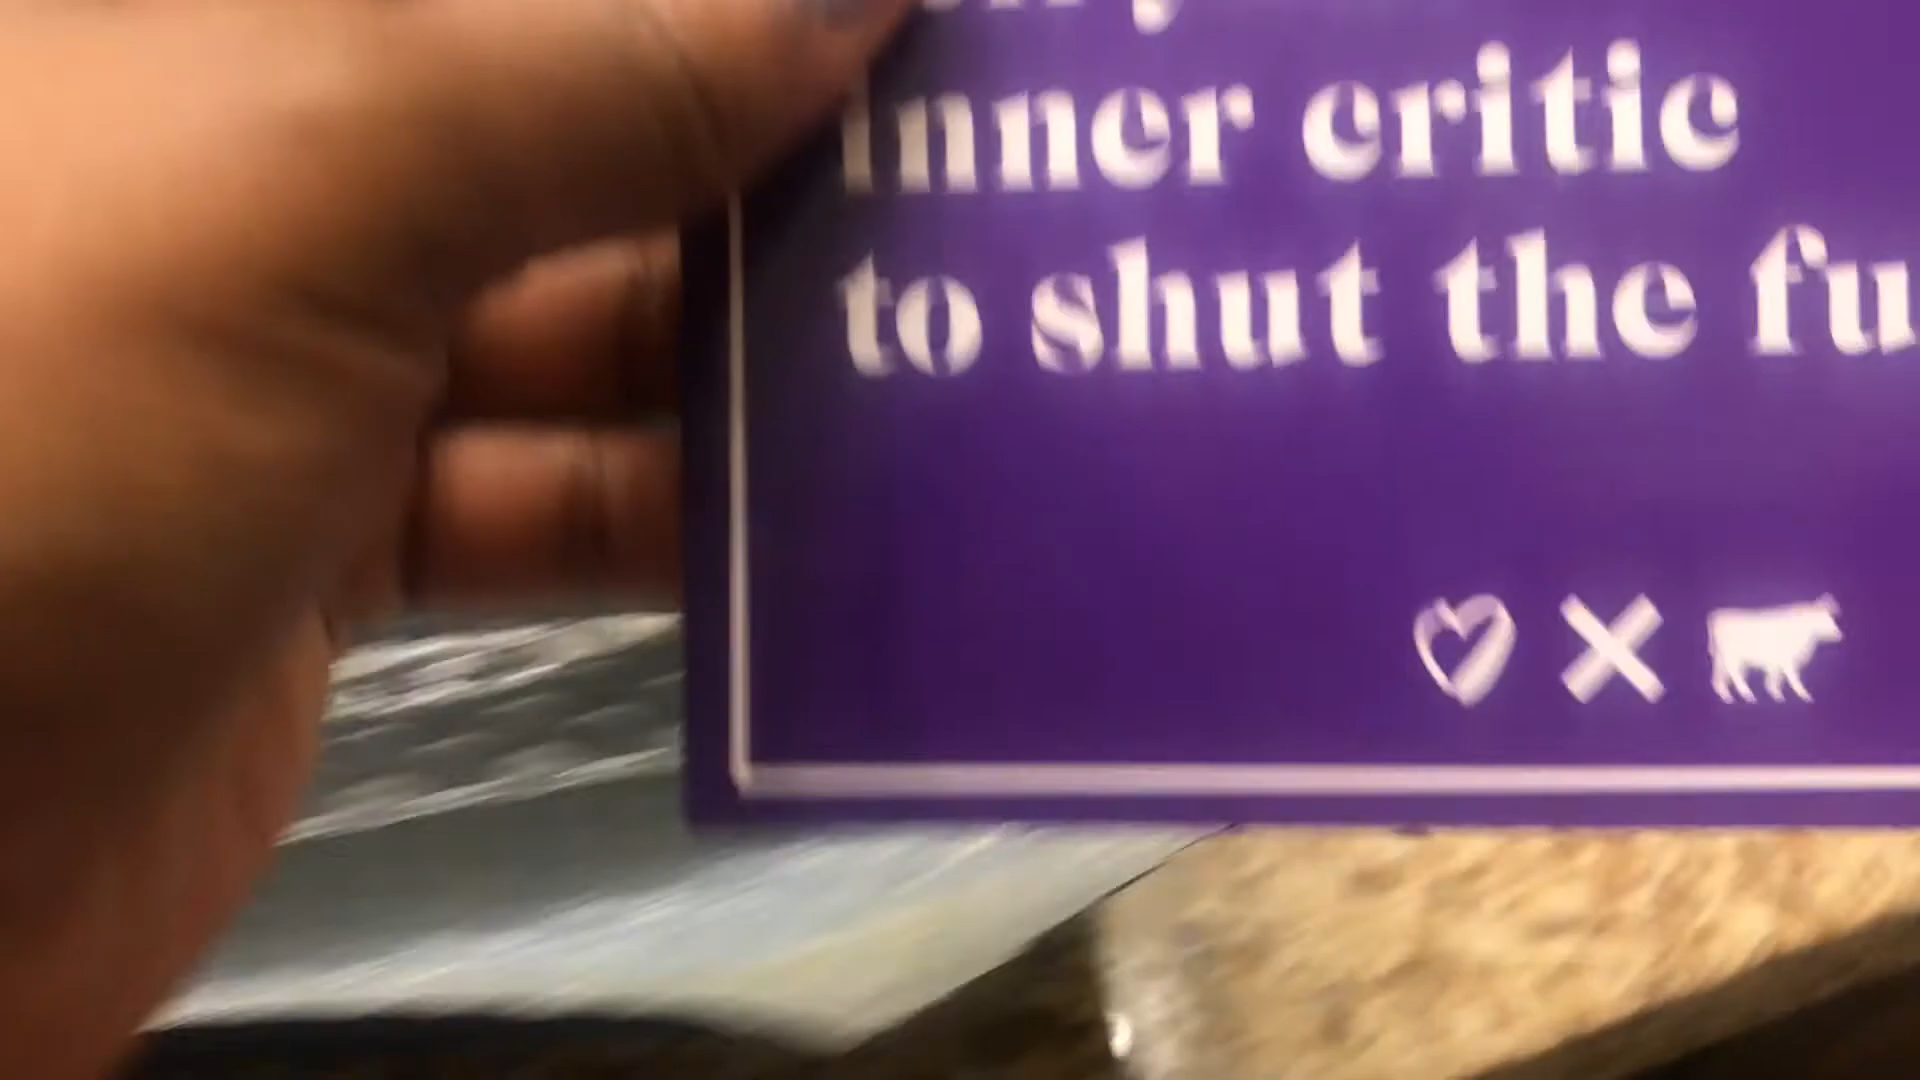 inner critic
to shut the fu